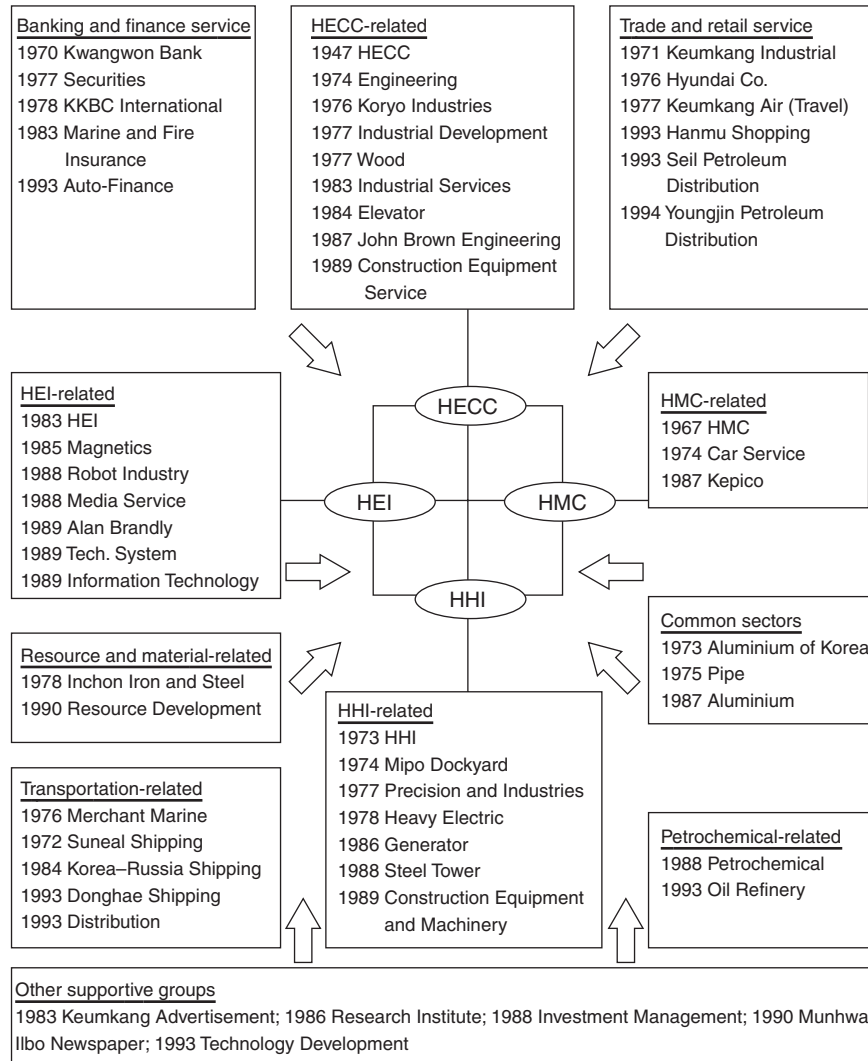 Banking and finance service
1970 Kwangwon Bank
1977 Securities
1978 KKBC International
1983 Marine and Fire
Insurance
1993 Auto-Finance
HECC-related
1947 HECC
1974 Engineering
1976 Koryo Industries
1977 Industrial Development
1977 Wood
1983 Industrial Services
1984 Elevator
1987 John Brown Engineering
1989 Construction Equipment
Service
Trade and retail service
1971 Keumkang Industrial
1976 Hyundai Co.
1977 Keumkang Air (Travel)
1993 Hanmu Shopping
1993 Seil Petroleum
Distribution
1994 Youngjin Petroleum
Distribution
HEI-related
1983 HEI
1985 Magnetics
1988 Robot Industry
1988 Media Service
1989 Alan Brandly
1989 Tech. System
1989 Information Technology
HECC
HEI
HMC
HHI
HMC-related
1967 HMC
1974 Car Service
1987 Kepico
Resource and material-related
1978 Inchon Iron and Steel
1990 Resource Development
Common sectors
1973 Aluminium of Korea
1975 Pipe
1987 Aluminium
Transportation-related
1976 Merchant Marine
1972 Suneal Shipping
1984 Korea–Russia Shipping
1993 Donghae Shipping
1993 Distribution
HHI-related
1973 HHI
1974 Mipo Dockyard
1977 Precision and Industries
1978 Heavy Electric
1986 Generator
1988 Steel Tower
1989 Construction Equipment
and Machinery
Petrochemical-related
1988 Petrochemical
1993 Oil Refinery
Other supportive groups
1983 Keumkang Advertisement; 1986 Research Institute; 1988 Investment Management; 1990 Munhwa
Ilbo Newspaper; 1993 Technology Development